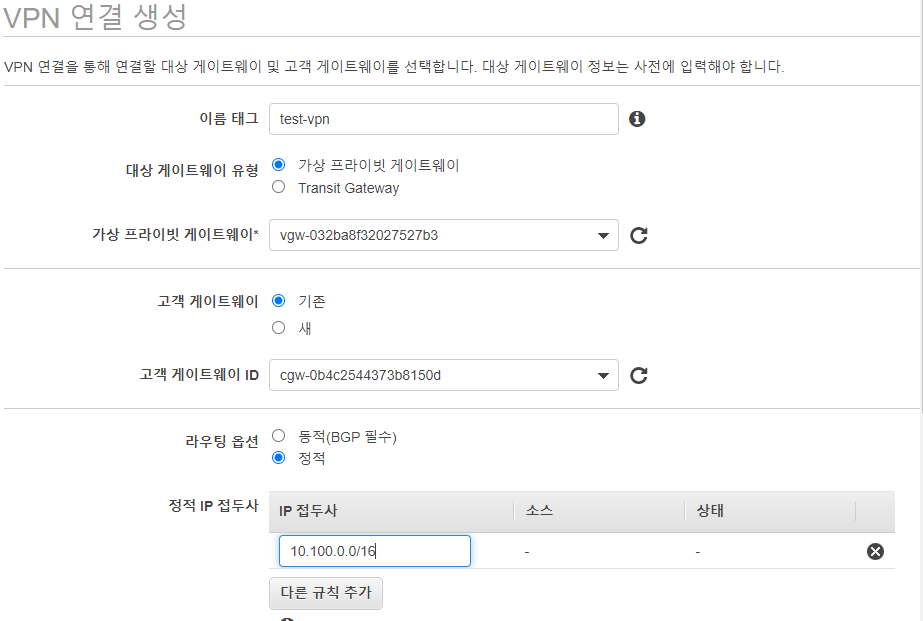 VPN 연결 생성
VPN 연결을 통해 연결할 대상 게이트웨이 및 고객 게이트웨이를 선택합니다. 대상 게이트웨이 정보는 사전에 입력해야 합니다.
이름 태그 test-vpn
대상 게이트웨이 유형 가상 프라이빗 게이트웨이
Transit Gateway
가상 프라이빗 게이트웨이* vgw-032ba8f32027527b3
고객 게이트웨이 기존
새
고객 게이트웨이 ID cgw-0b4c2544373b8150d
라우팅 옵션 동적(BGP 필수)
정적
정적 IP 접두사 IP 접두사 소스 상태
10.100.0.0/16 - -
다른 규칙 추가